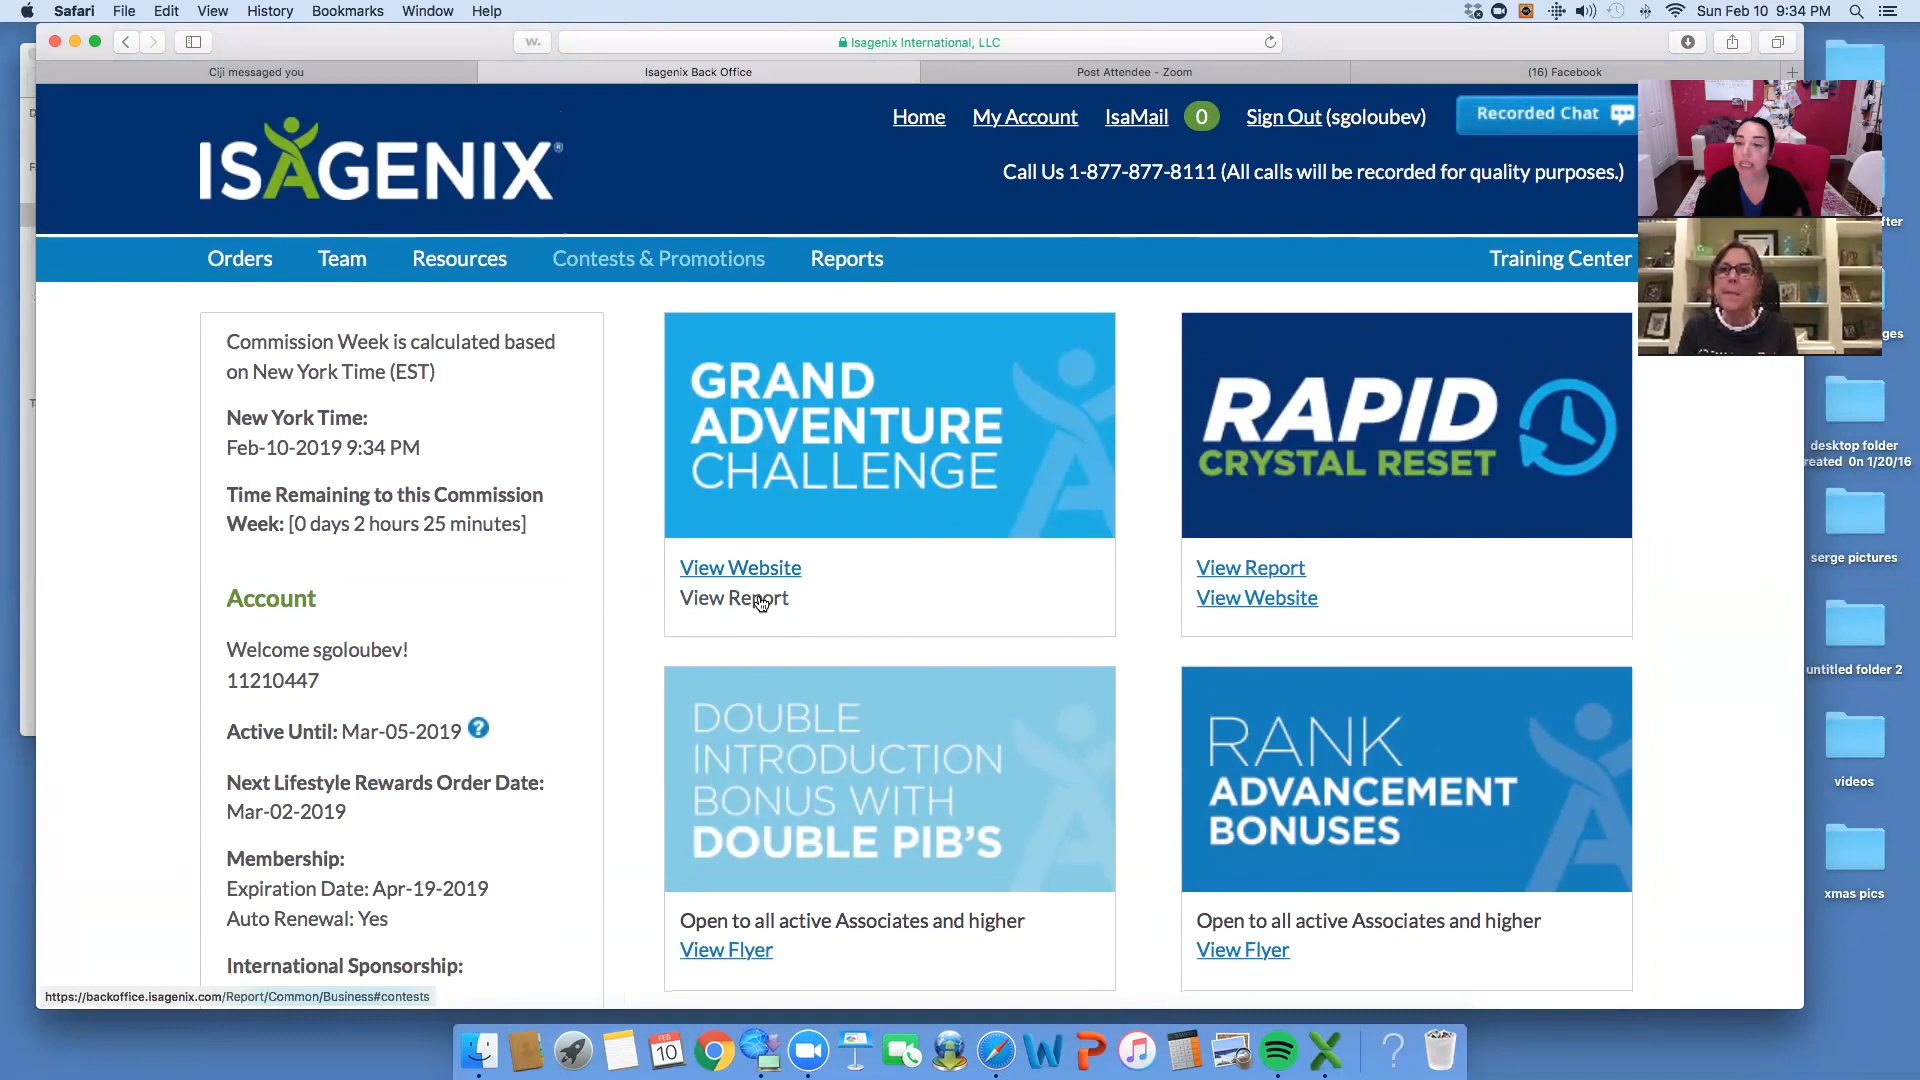 Safari File Edit View History Bookmarks Window Help
Sun Feb 10 9:34 PM
w.
Isagenix International, LLC
Ciji messaged you
Isagenix Back Office
Post Attendee - Zoom
(16) Facebook
ISAGENIX®
Home My Account IsaMail 0 Sign Out (sgoloubev)
Recorded Chat
Call Us 1-877-877-8111 (All calls will be recorded for quality purposes.)
Orders Team Resources Contests & Promotions Reports Training Center
Commission Week is calculated based
on New York Time (EST)
New York Time:
Feb-10-2019 9:34 PM
Time Remaining to this Commission
Week: [0 days 2 hours 25 minutes]
Account
Welcome sgoloubev!
11210447
Active Until: Mar-05-2019 ?
Next Lifestyle Rewards Order Date:
Mar-02-2019
Membership:
Expiration Date: Apr-19-2019
Auto Renewal: Yes
International Sponsorship:
GRAND
ADVENTURE
CHALLENGE
View Website
View Report
RAPID
CRYSTAL RESET
View Report
View Website
DOUBLE
INTRODUCTION
BONUS WITH
DOUBLE PIB'S
Open to all active Associates and higher
View Flyer
RANK
ADVANCEMENT
BONUSES
Open to all active Associates and higher
View Flyer
https://backoffice.isagenix.com/Report/Common/Business#contests
desktop folder
reated 0n 1/20/16
serge pictures
untitled folder 2
videos
xmas pics
FEB
10